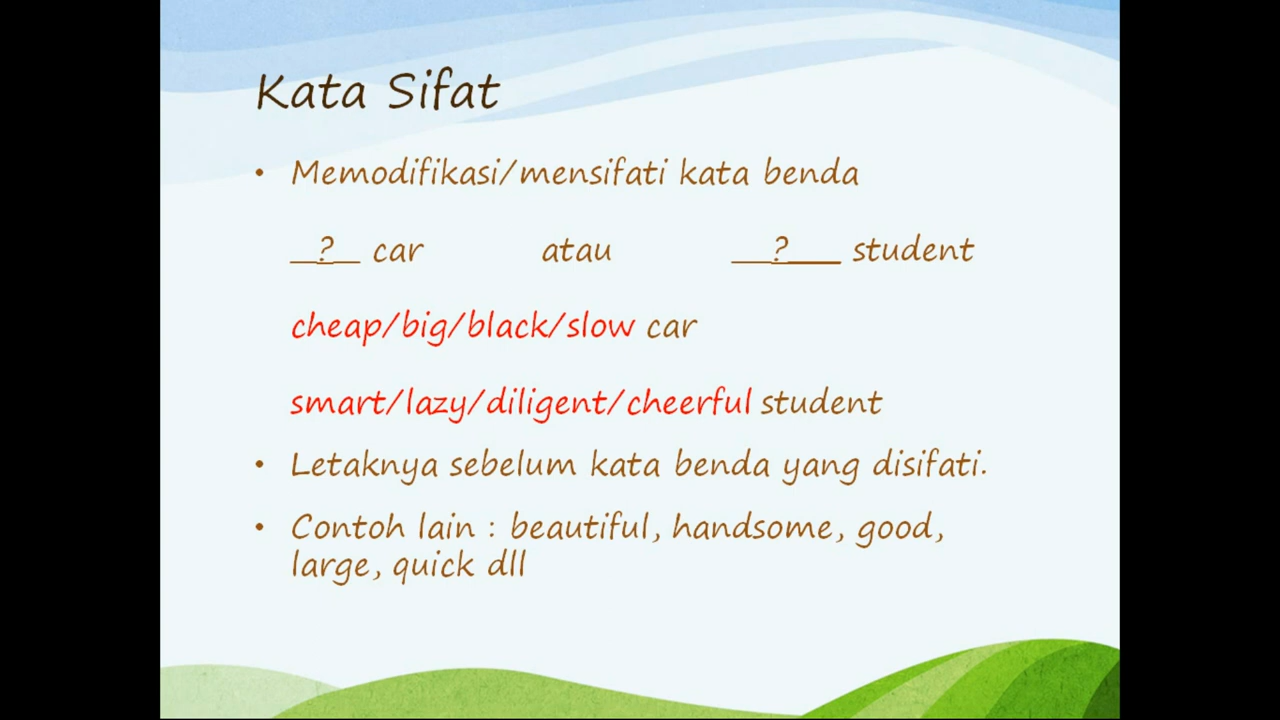 Kata Sifat
• Memodifikasi/mensifati kata benda
__?__ car atau ___?____ student
cheap/big/black/slow car
smart/lazy/diligent/cheerful student
• Letaknya sebelum kata benda yang disifati.
• Contoh lain : beautiful, handsome, good,
large, quick dll